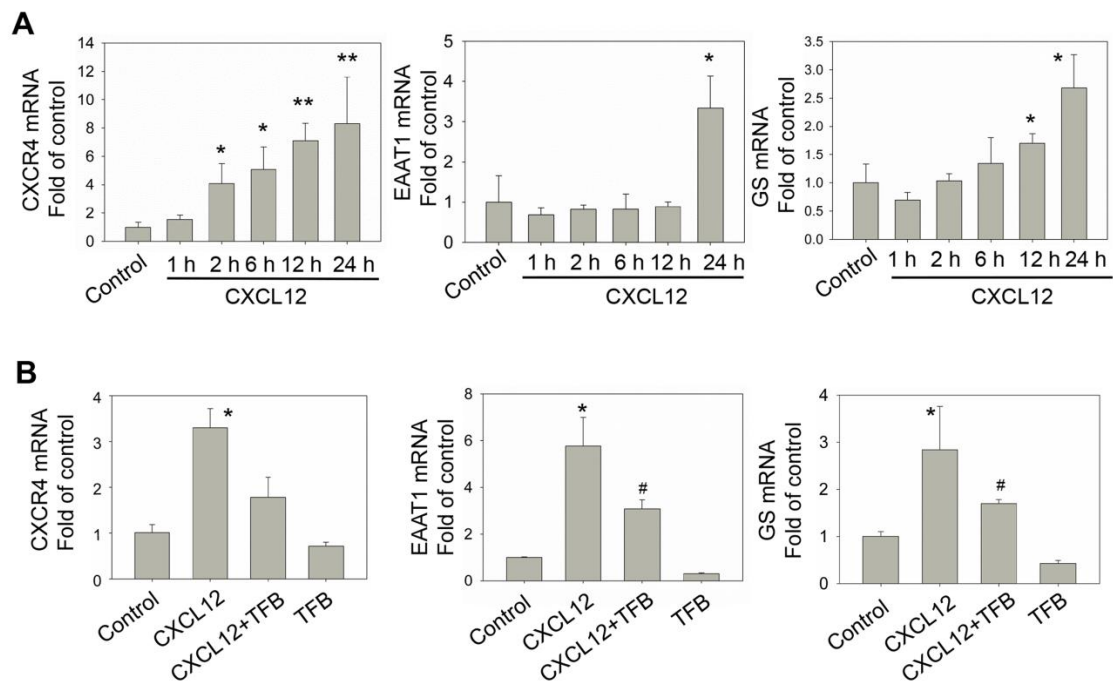 A
CXCR4 mRNA
Fold of control
14
12
10
8
6
4
2
0
*
*
**
**
Control
1 h
2 h
6 h
12 h
24 h
CXCL12
EAAT1 mRNA
Fold of control
5
4
3
2
1
0
*
Control
1 h
2 h
6 h
12 h
24 h
CXCL12
GS mRNA
Fold of control
3.5
3.0
2.5
2.0
1.5
1.0
0.5
0.0
*
*
Control
1 h
2 h
6 h
12 h
24 h
CXCL12
B
CXCR4 mRNA
Fold of control
4
3
2
1
0
*
Control
CXCL12
CXCL12+TFB
TFB
EAAT1 mRNA
Fold of control
8
6
4
2
0
*
#
Control
CXCL12
CXCL12+TFB
TFB
GS mRNA
Fold of control
4
3
2
1
0
*
#
Control
CXCL12
CXCL12+TFB
TFB